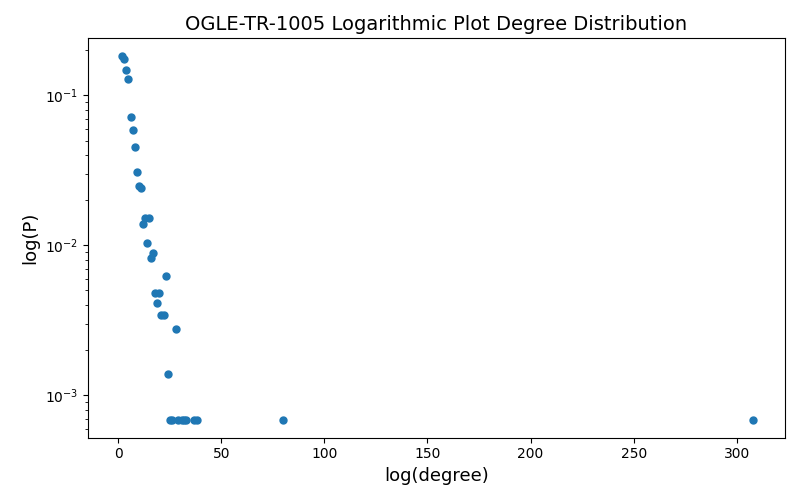 OGLE-TR-1005 Logarithmic Plot Degree Distribution
log(P)
10⁻¹
10⁻²
10⁻³
0 50 100 150 200 250 300
log(degree)